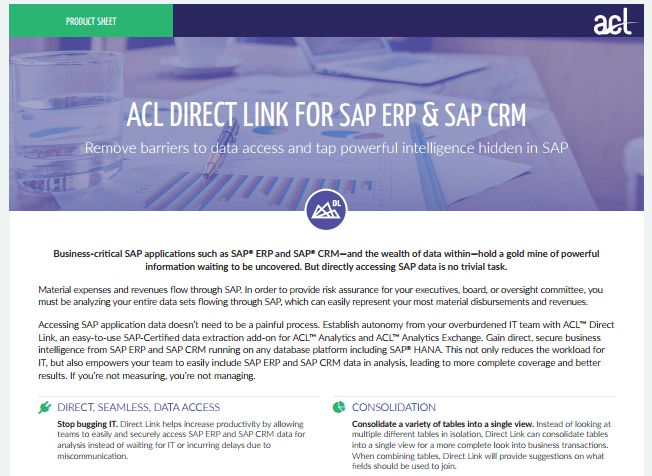 PRODUCT SHEET
acl
ACL DIRECT LINK FOR SAP ERP & SAP CRM
Remove barriers to data access and tap powerful intelligence hidden in SAP
DL
Business-critical SAP applications such as SAP® ERP and SAP® CRM—and the wealth of data within—hold a gold mine of powerful
information waiting to be uncovered. But directly accessing SAP data is no trivial task.
Material expenses and revenues flow through SAP. In order to provide risk assurance for your executives, board, or oversight committee, you
must be analyzing your entire data sets flowing through SAP, which can easily represent your most material disbursements and revenues.
Accessing SAP application data doesn't need to be a painful process. Establish autonomy from your overburdened IT team with ACL™ Direct
Link, an easy-to-use SAP-Certified data extraction add-on for ACL™ Analytics and ACL™ Analytics Exchange. Gain direct, secure business
intelligence from SAP ERP and SAP CRM running on any database platform including SAP® HANA. This not only reduces the workload for
IT, but also empowers your team to easily include SAP ERP and SAP CRM data in analysis, leading to more complete coverage and better
results. If you're not measuring, you're not managing.
DIRECT, SEAMLESS, DATA ACCESS
Stop bugging IT. Direct Link helps increase productivity by allowing
teams to easily and securely access SAP ERP and SAP CRM data for
analysis instead of waiting for IT or incurring delays due to
miscommunication.
CONSOLIDATION
Consolidate a variety of tables into a single view. Instead of looking at
multiple different tables in isolation, Direct Link can consolidate tables
into a single view for a more complete look into business transactions.
When combining tables, Direct Link will provide suggestions on what
fields should be used to join.